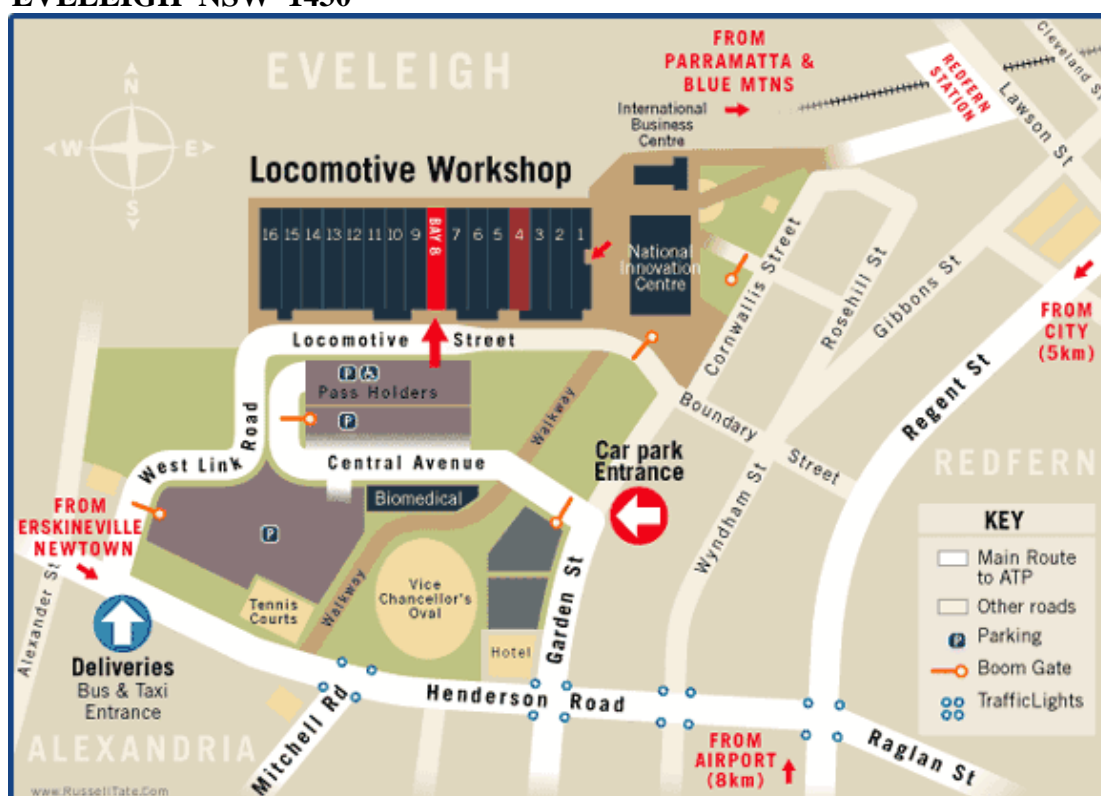 EVELEIGH NSW 1430
EVELEIGH
FROM
PARRAMATTA &
BLUE MTNS
REDFERN
STATION
Cleveland St
Lawson St
N
W
E
S
International
Business
Centre
Locomotive Workshop
16 15 14 13 12 11 10 9 BAY 8 7 6 5 4 3 2 1
National
Innovation
Centre
Cornwallis Street
Rosehill St
Gibbons St
FROM
CITY
(5km)
Regent St
Locomotive Street
P
Pass Holders
P
Walkway
Boundary Street
West Link Road
Central Avenue
Car park
Entrance
REDFERN
Biomedical
Wyndham St
FROM
ERSKINEVILLE
NEWTOWN
P
KEY
Main Route
to ATP
Other roads
P Parking
Boom Gate
TrafficLights
Alexander St
Tennis
Courts
Walkway
Vice
Chancellor's
Oval
Hotel
Garden St
Deliveries
Bus & Taxi
Entrance
Henderson Road
Mitchell Rd
ALEXANDRIA
FROM
AIRPORT
(8km)
Raglan St
www.RussellTate.Com